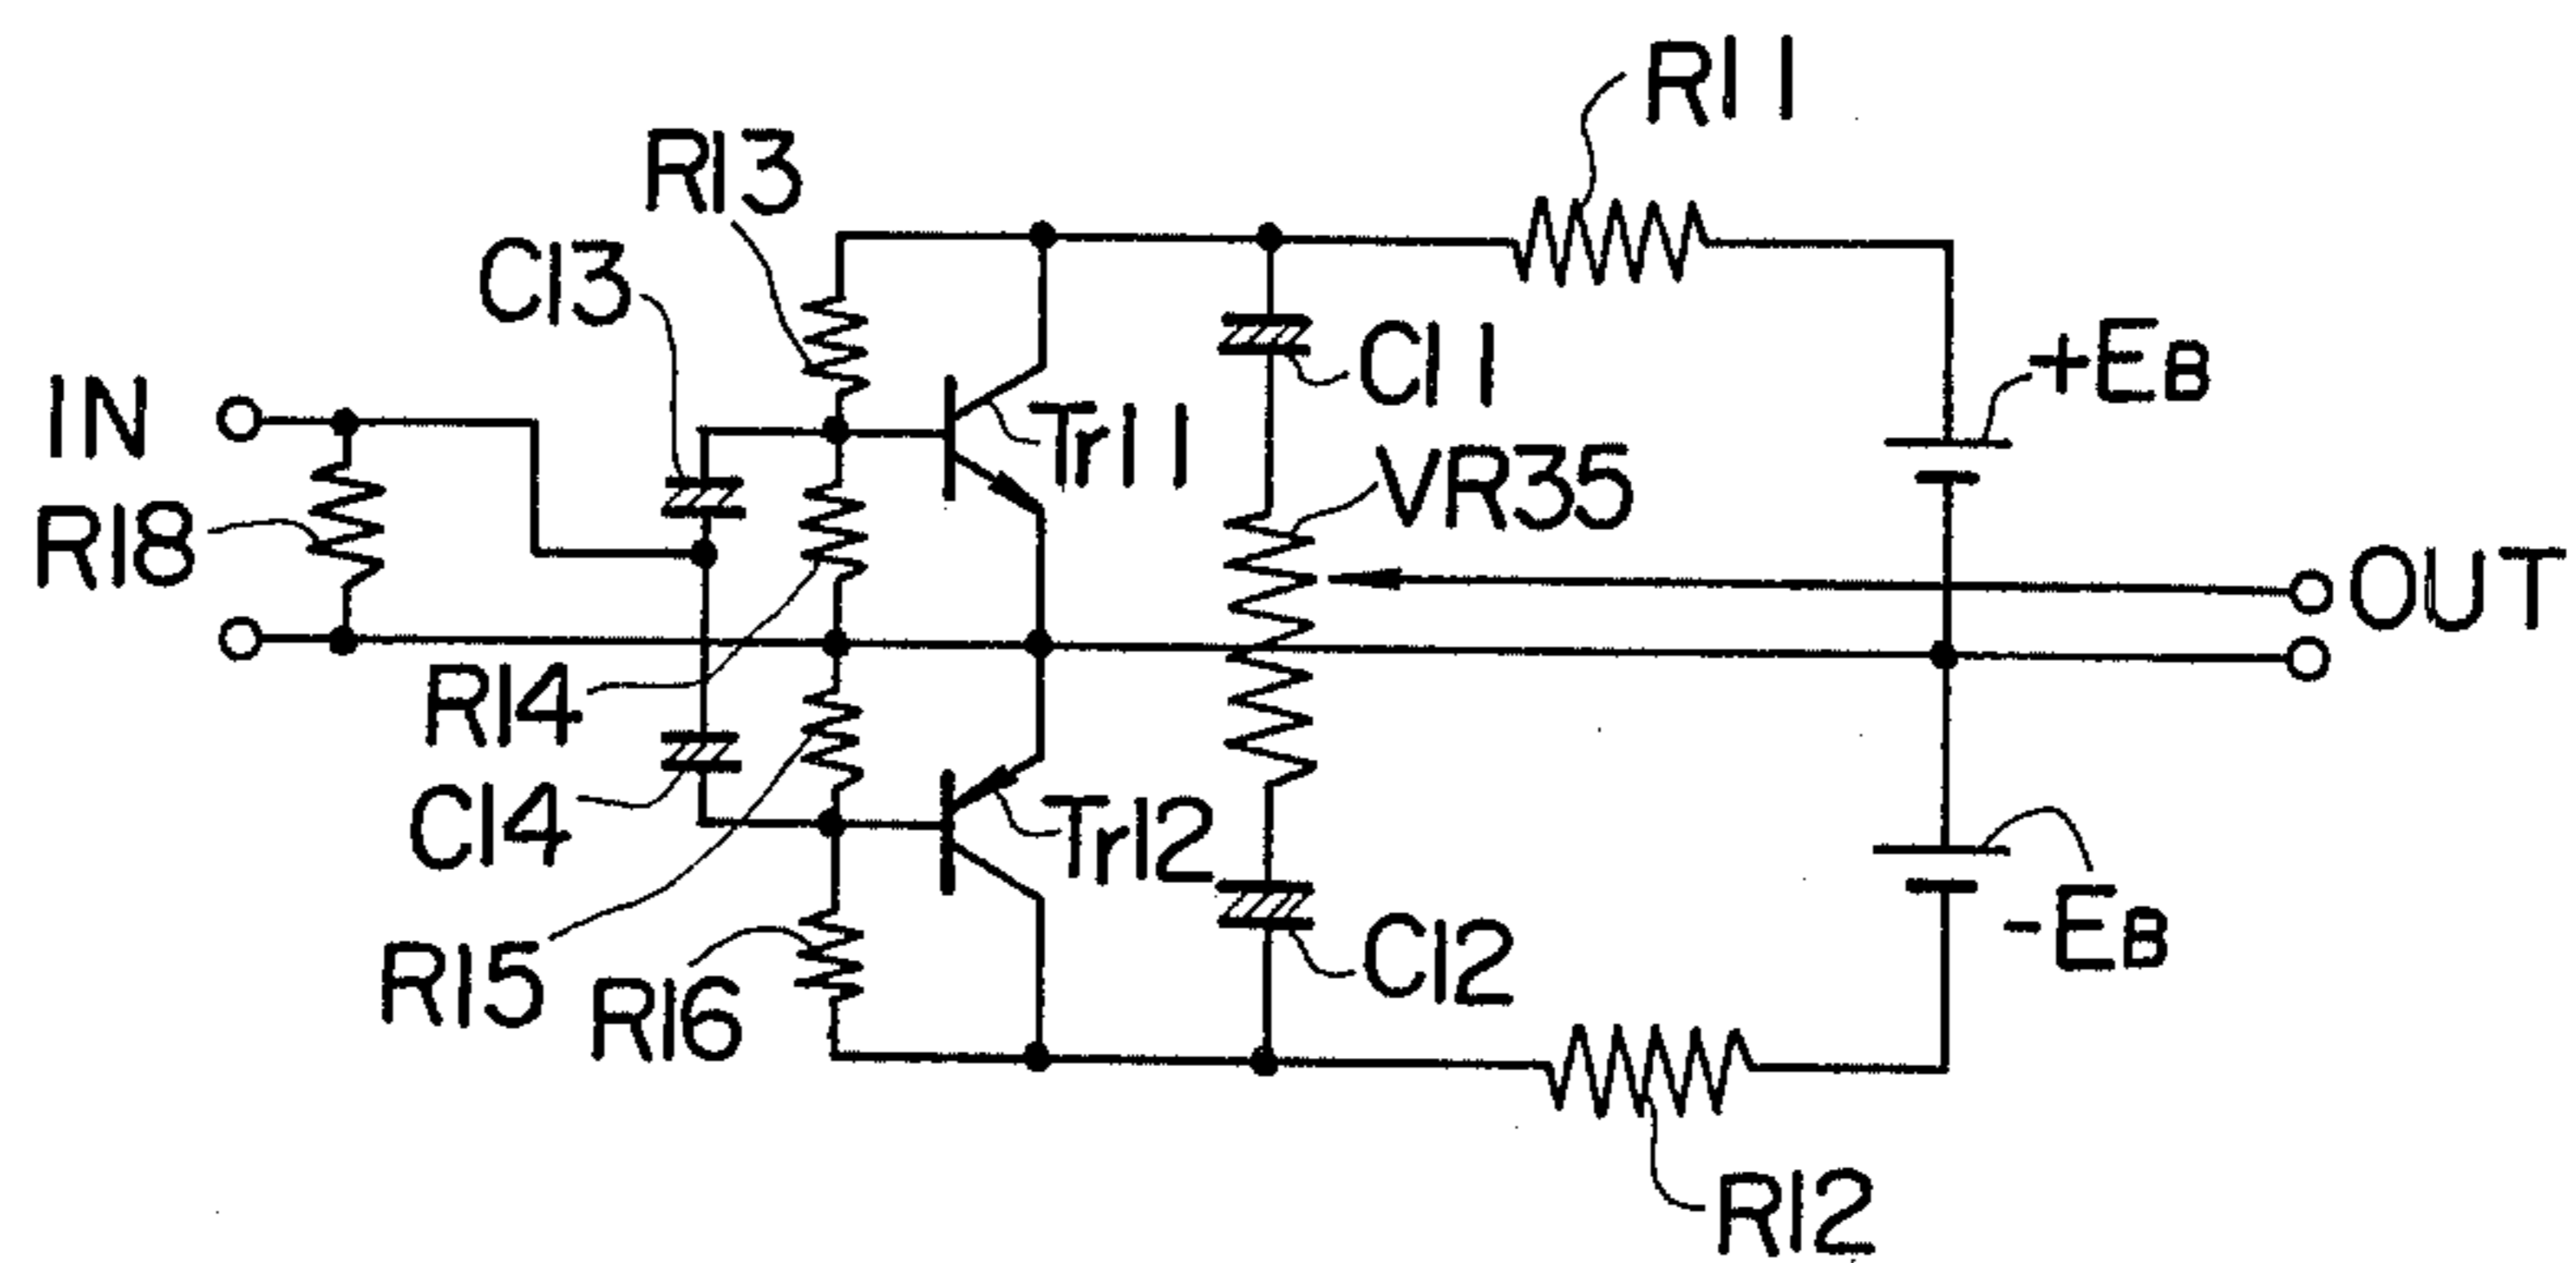 R11
R13
C13
+EB
C11
IN
Tr11
VR35
R18
OUT
R14
C14
Tr12
-EB
C12
R15
R16
R12